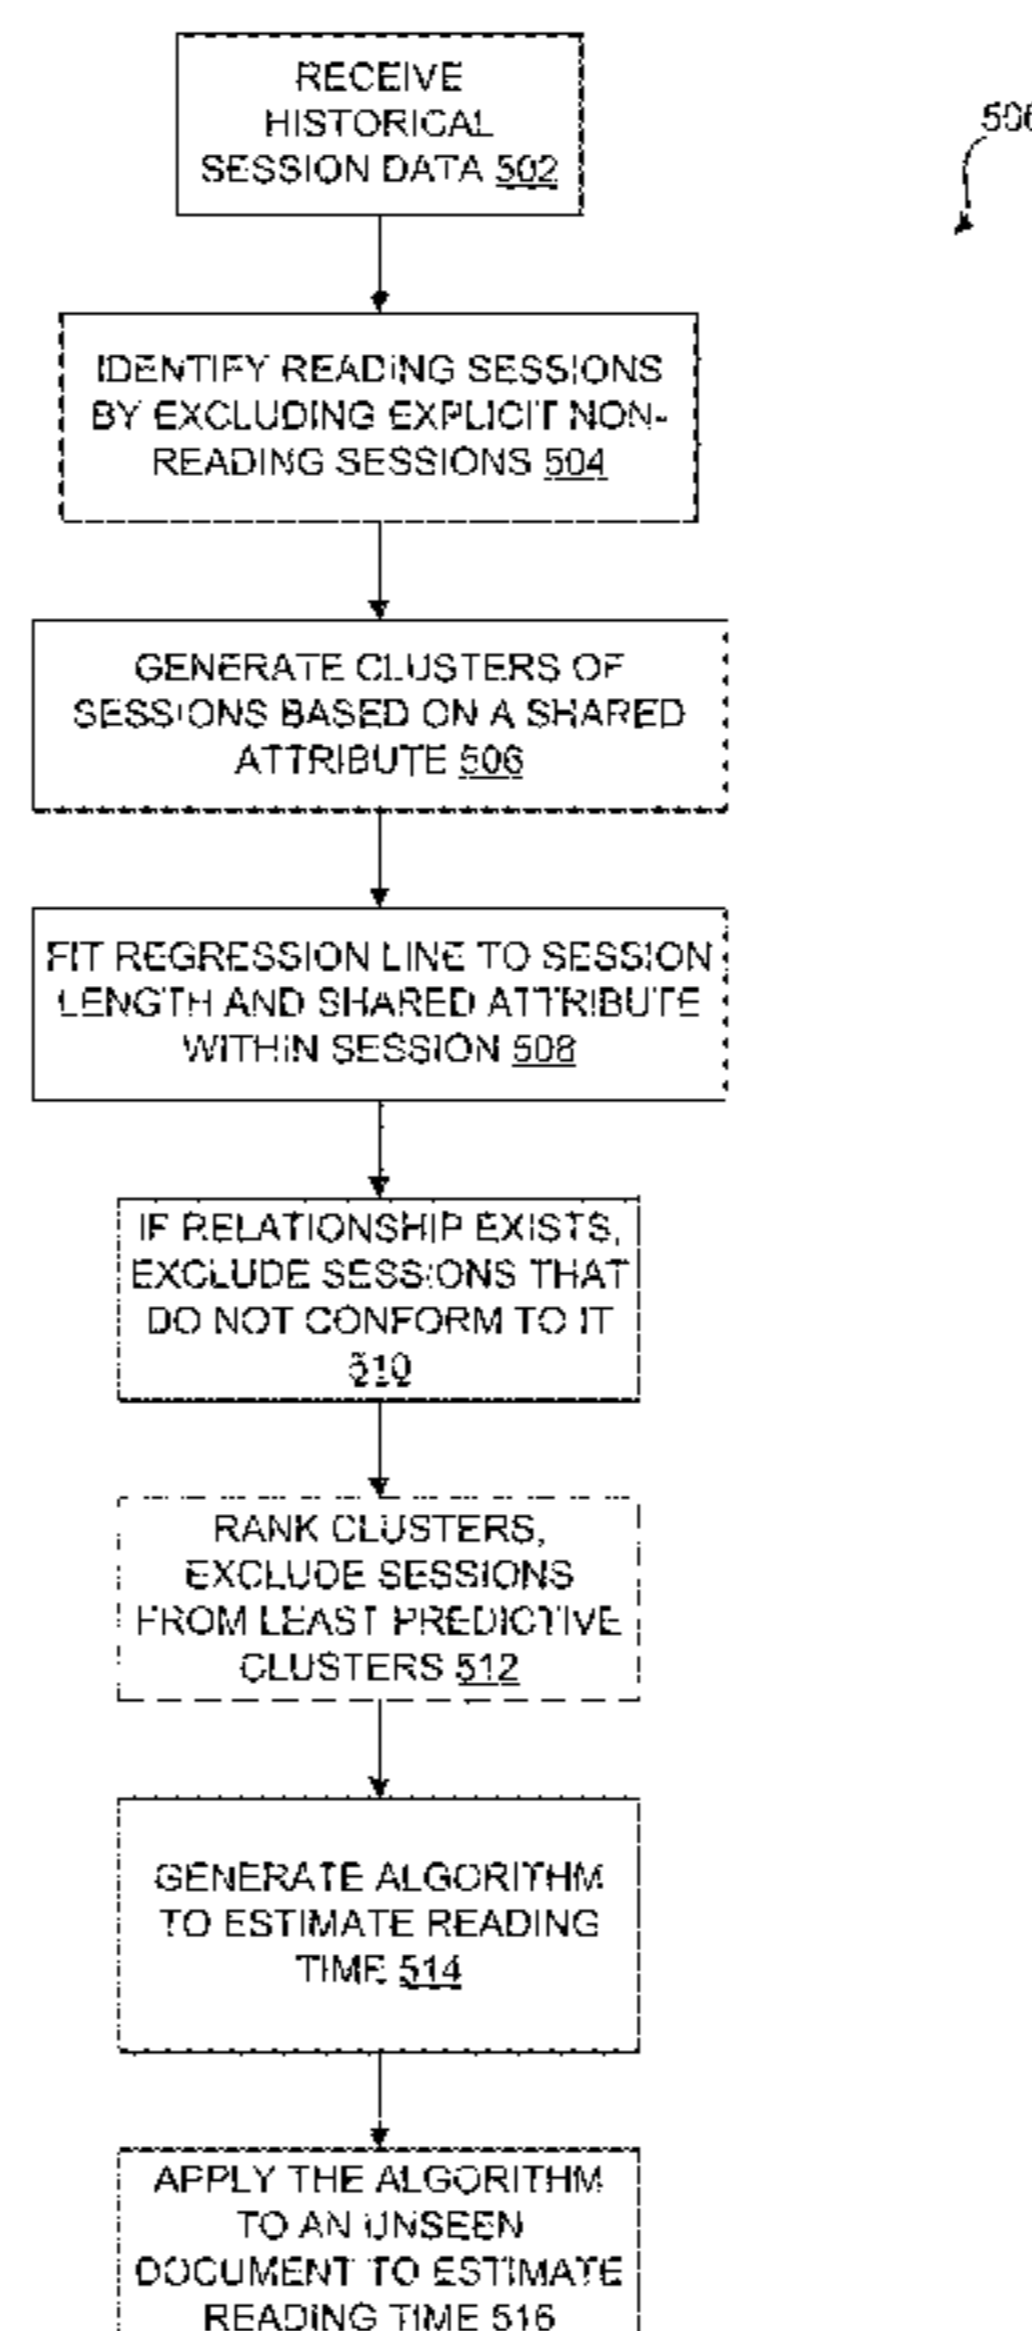 RECEIVE
HISTORICAL
SESSION DATA 502
506
IDENTIFY READING SESSIONS
BY EXCLUDING EXPLICIT NON-
READING SESSIONS 504
GENERATE CLUSTERS OF
SESSIONS BASED ON A SHARED
ATTRIBUTE 506
FIT REGRESSION LINE TO SESSION
LENGTH AND SHARED ATTRIBUTE
WITHIN SESSION 508
IF RELATIONSHIP EXISTS,
EXCLUDE SESSIONS THAT
DO NOT CONFORM TO IT
510
RANK CLUSTERS,
EXCLUDE SESSIONS
FROM LEAST PREDICTIVE
CLUSTERS 512
GENERATE ALGORITHM
TO ESTIMATE READING
TIME 514
APPLY THE ALGORITHM
TO AN UNSEEN
DOCUMENT TO ESTIMATE
READING TIME 516